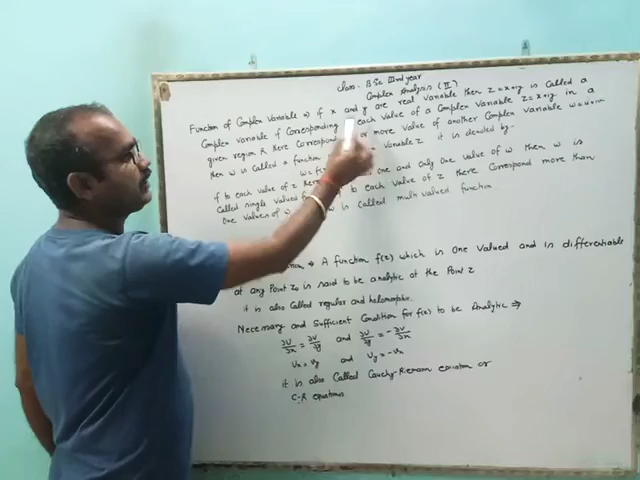 Class - B.Sc IIIrd year
Complex Analysis (II)
Function of Complex Variable ⇒ if x and y are real Variable then z = x+iy is called a
Complex variable if Corresponding each value of a Complex Variable z = x+iy in a
given region R there Correspond or more value of another Complex Variable w = u+iv
then w is called a function Variable z it is denoted by.
if to each value of z there one and only one value of w then w is
Called single valued to each value of z there Correspond more than
One values of w w is called multi valued function
⇒ A function f(z) which is One Valued and is differentiable
at any Point z₀ is said to be analytic at the Point z
it is also Called regular and holomorphic.
Necessary and Sufficient Condition for f(z) to be Analytic ⇒
∂U/∂x = ∂V/∂y and ∂U/∂y = -∂V/∂x
Ux = Vy and Uy = -Vx
it is also Called Cauchy-Riemann equation or
C-R equations